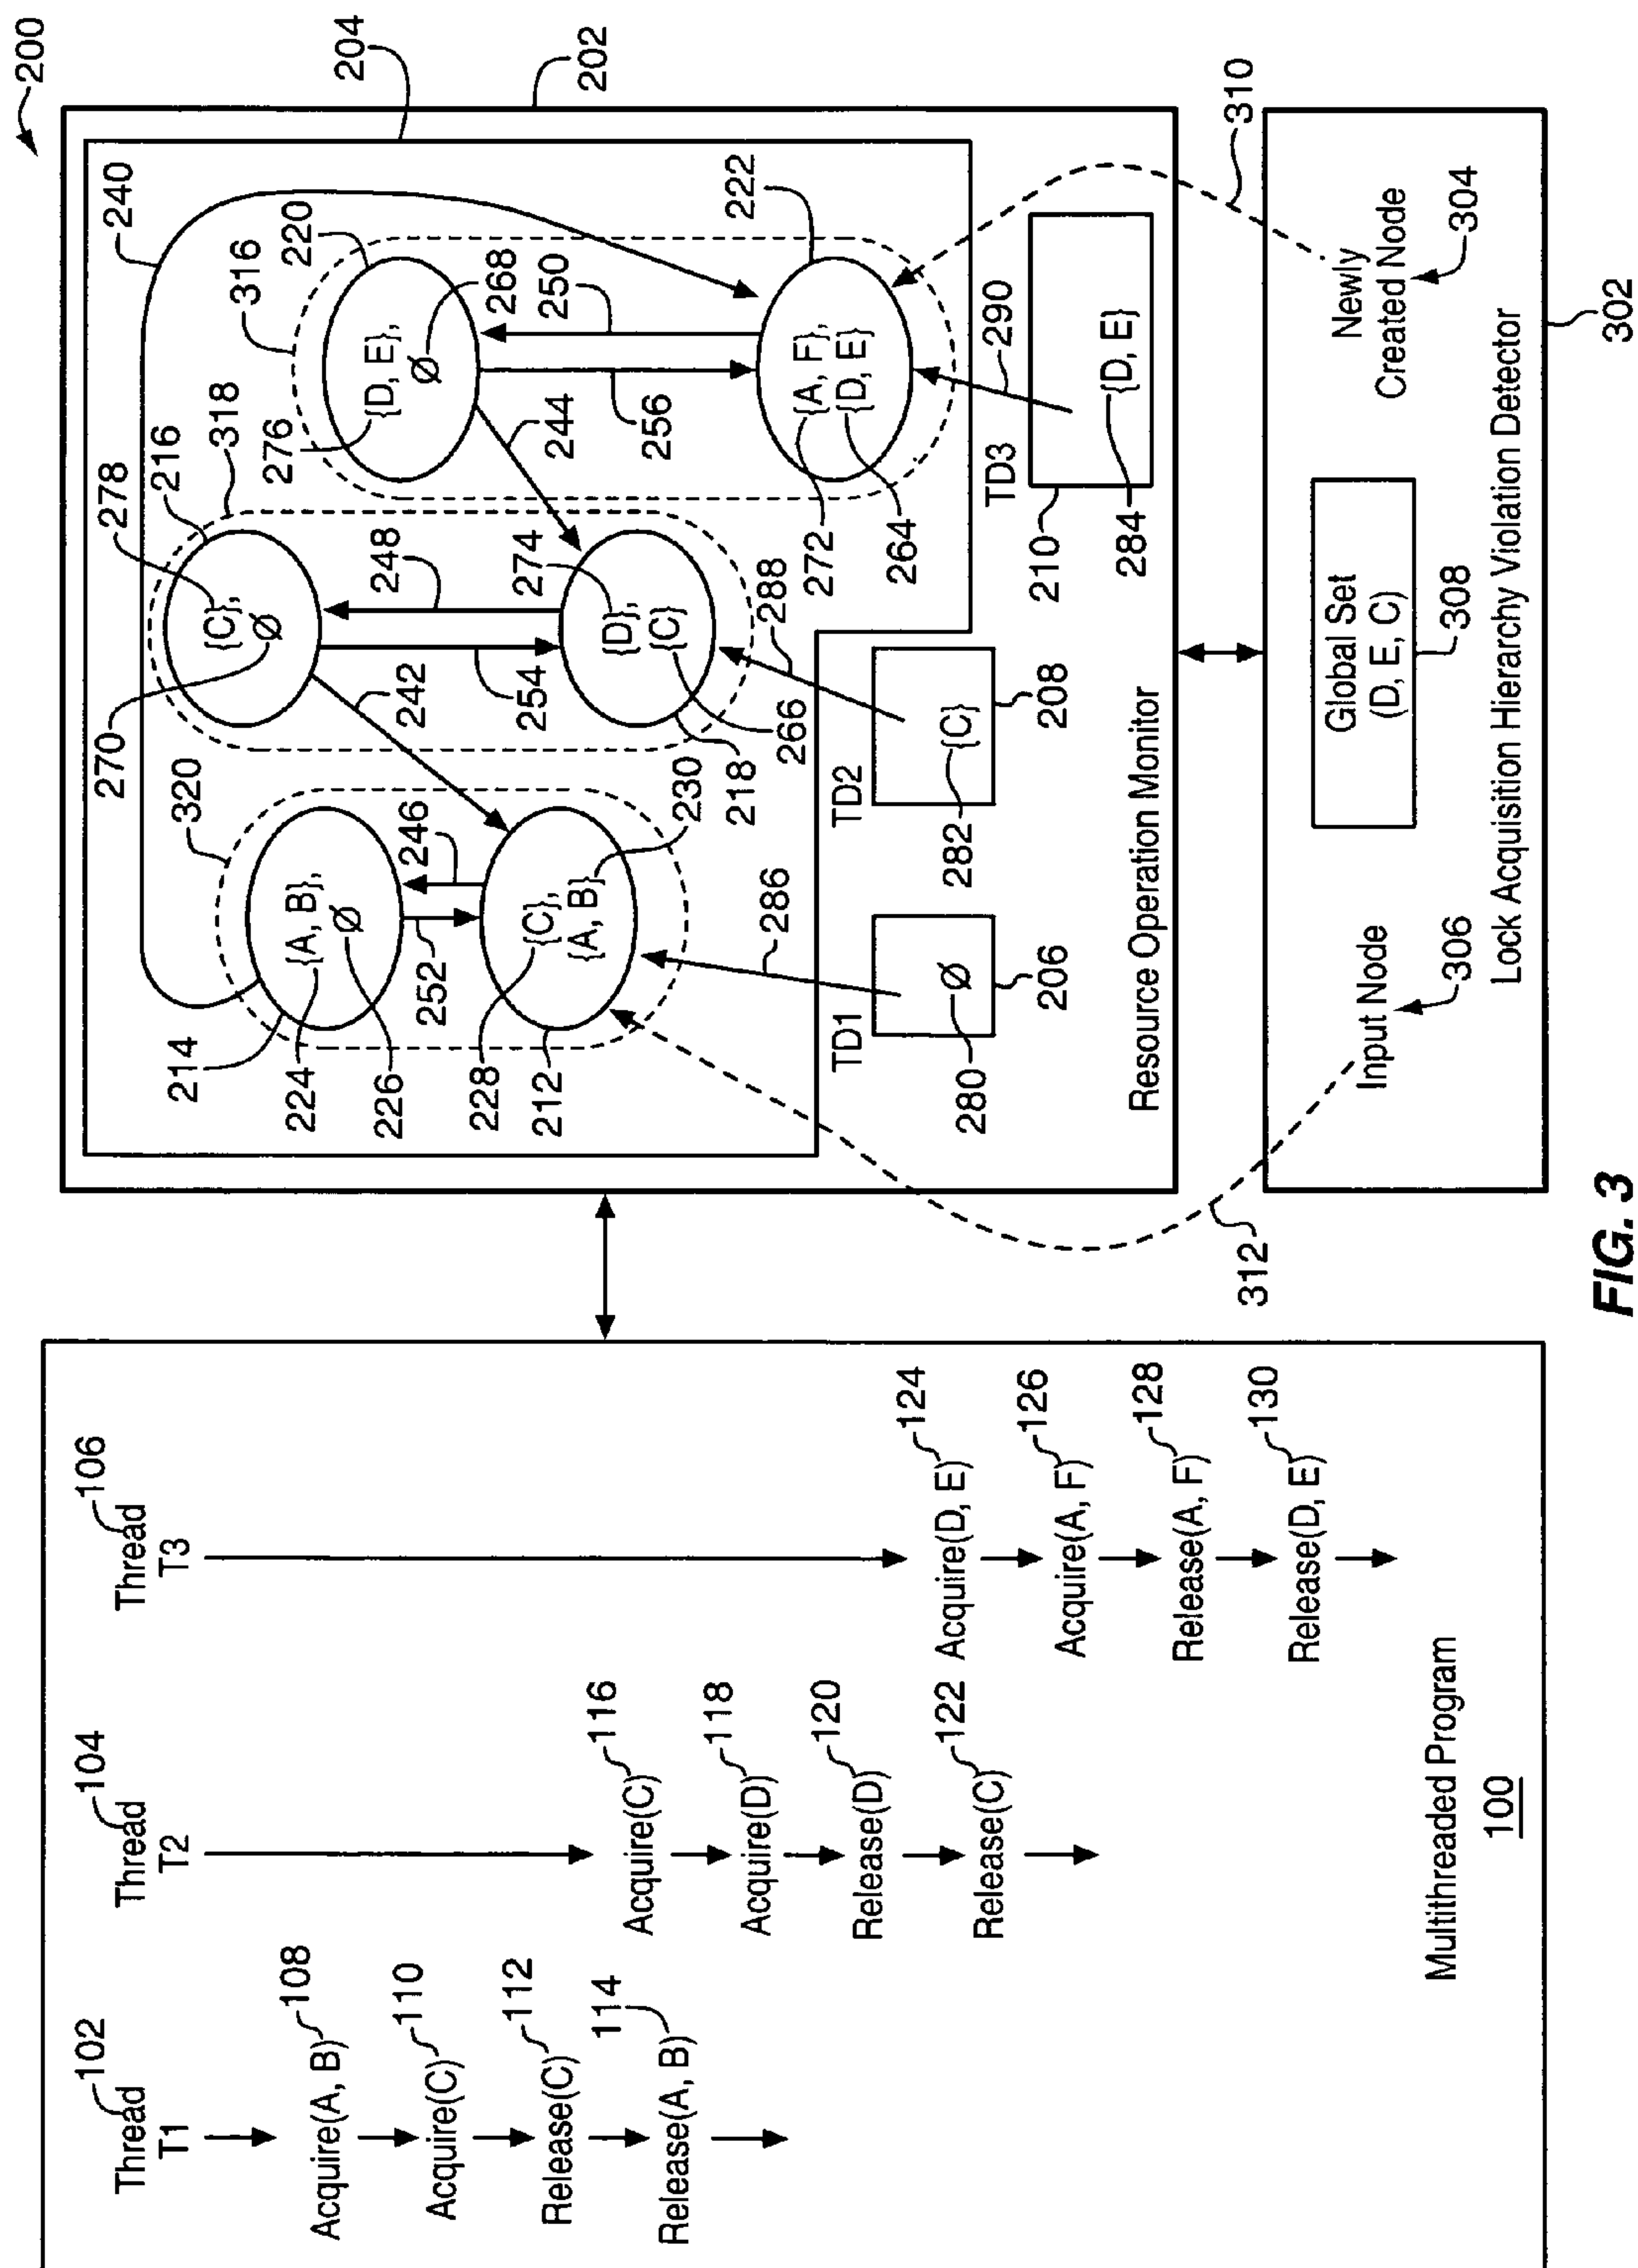 200
Thread 102
T1
Acquire(A, B) 108
Acquire(C) 110
Release(C) 112
Release(A, B) 114
Thread 104
T2
Acquire(C) 116
Acquire(D) 118
Release(D) 120
Release(C) 122
Thread 106
T3
Acquire(D, E) 124
Acquire(A, F) 126
Release(A, F) 128
Release(D, E) 130
Multithreaded Program
100
202
204
240
320
214
{A, B},
Ø
224
226
252
246
{C},
{A, B}
228
212
230
278
216
318
270
{C},
Ø
242
254
248
274
{D},
{C}
218
266
316
220
276
{D, E},
Ø
268
244
256
250
222
{A, F},
{D, E}
272
264
286
288
290
TD1
Ø
280
206
TD2
{C}
282
208
TD3
{D, E}
210
284
Resource Operation Monitor
312
310
Input Node
306
Global Set
(D, E, C)
308
Newly
Created Node
304
Lock Acquisition Hierarchy Violation Detector
302
FIG. 3